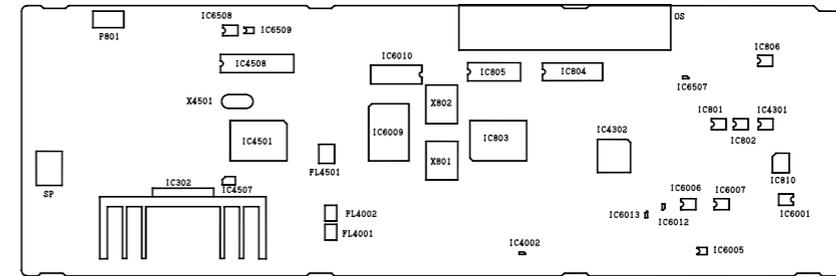 P801
IC6508
IC6509
OS
IC4508
IC6010
IC805
IC804
IC806
IC6507
X4501
X802
IC801
IC4301
IC802
IC4501
IC6009
IC803
IC4302
FL4501
X801
IC810
SP
IC302
IC4507
IC6006
IC6007
IC6001
IC6013
IC6012
FL4002
FL4001
IC4002
IC6005